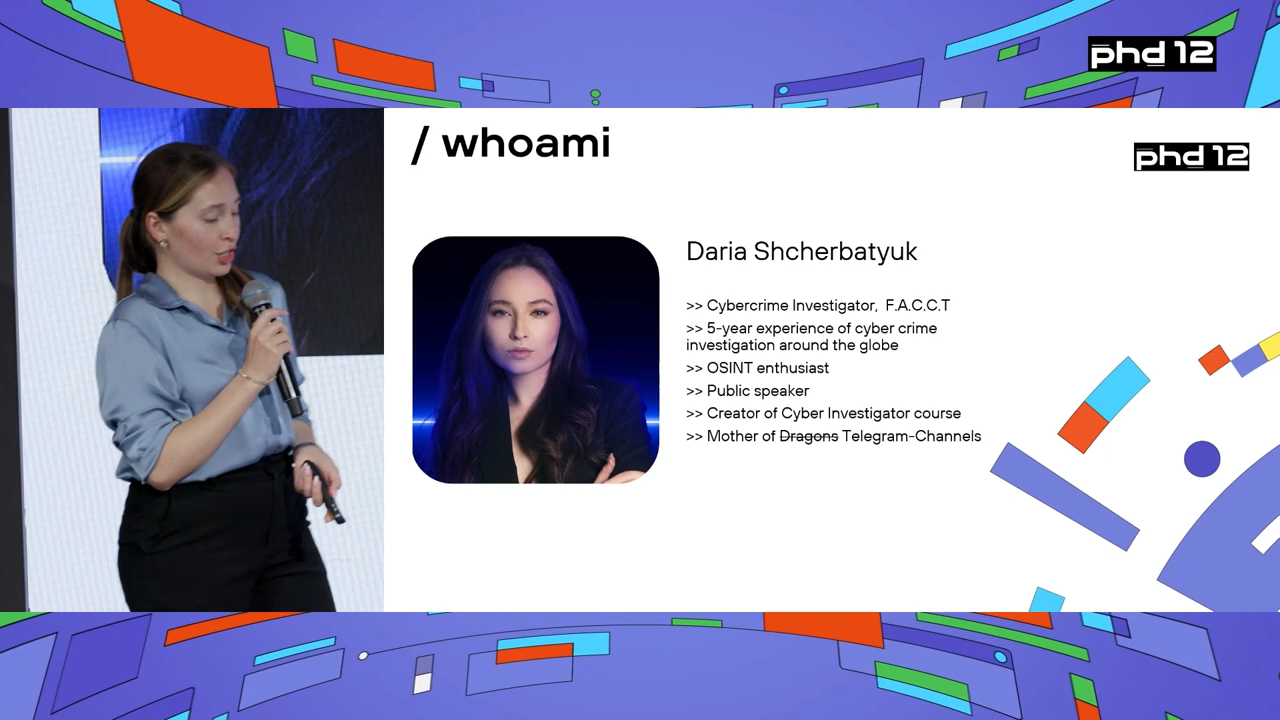 phd 12
/ whoami
phd 12
Daria Shcherbatyuk
>> Cybercrime Investigator, F.A.C.C.T
>> 5-year experience of cyber crime
investigation around the globe
>> OSINT enthusiast
>> Public speaker
>> Creator of Cyber Investigator course
>> Mother of Dragons Telegram-Channels